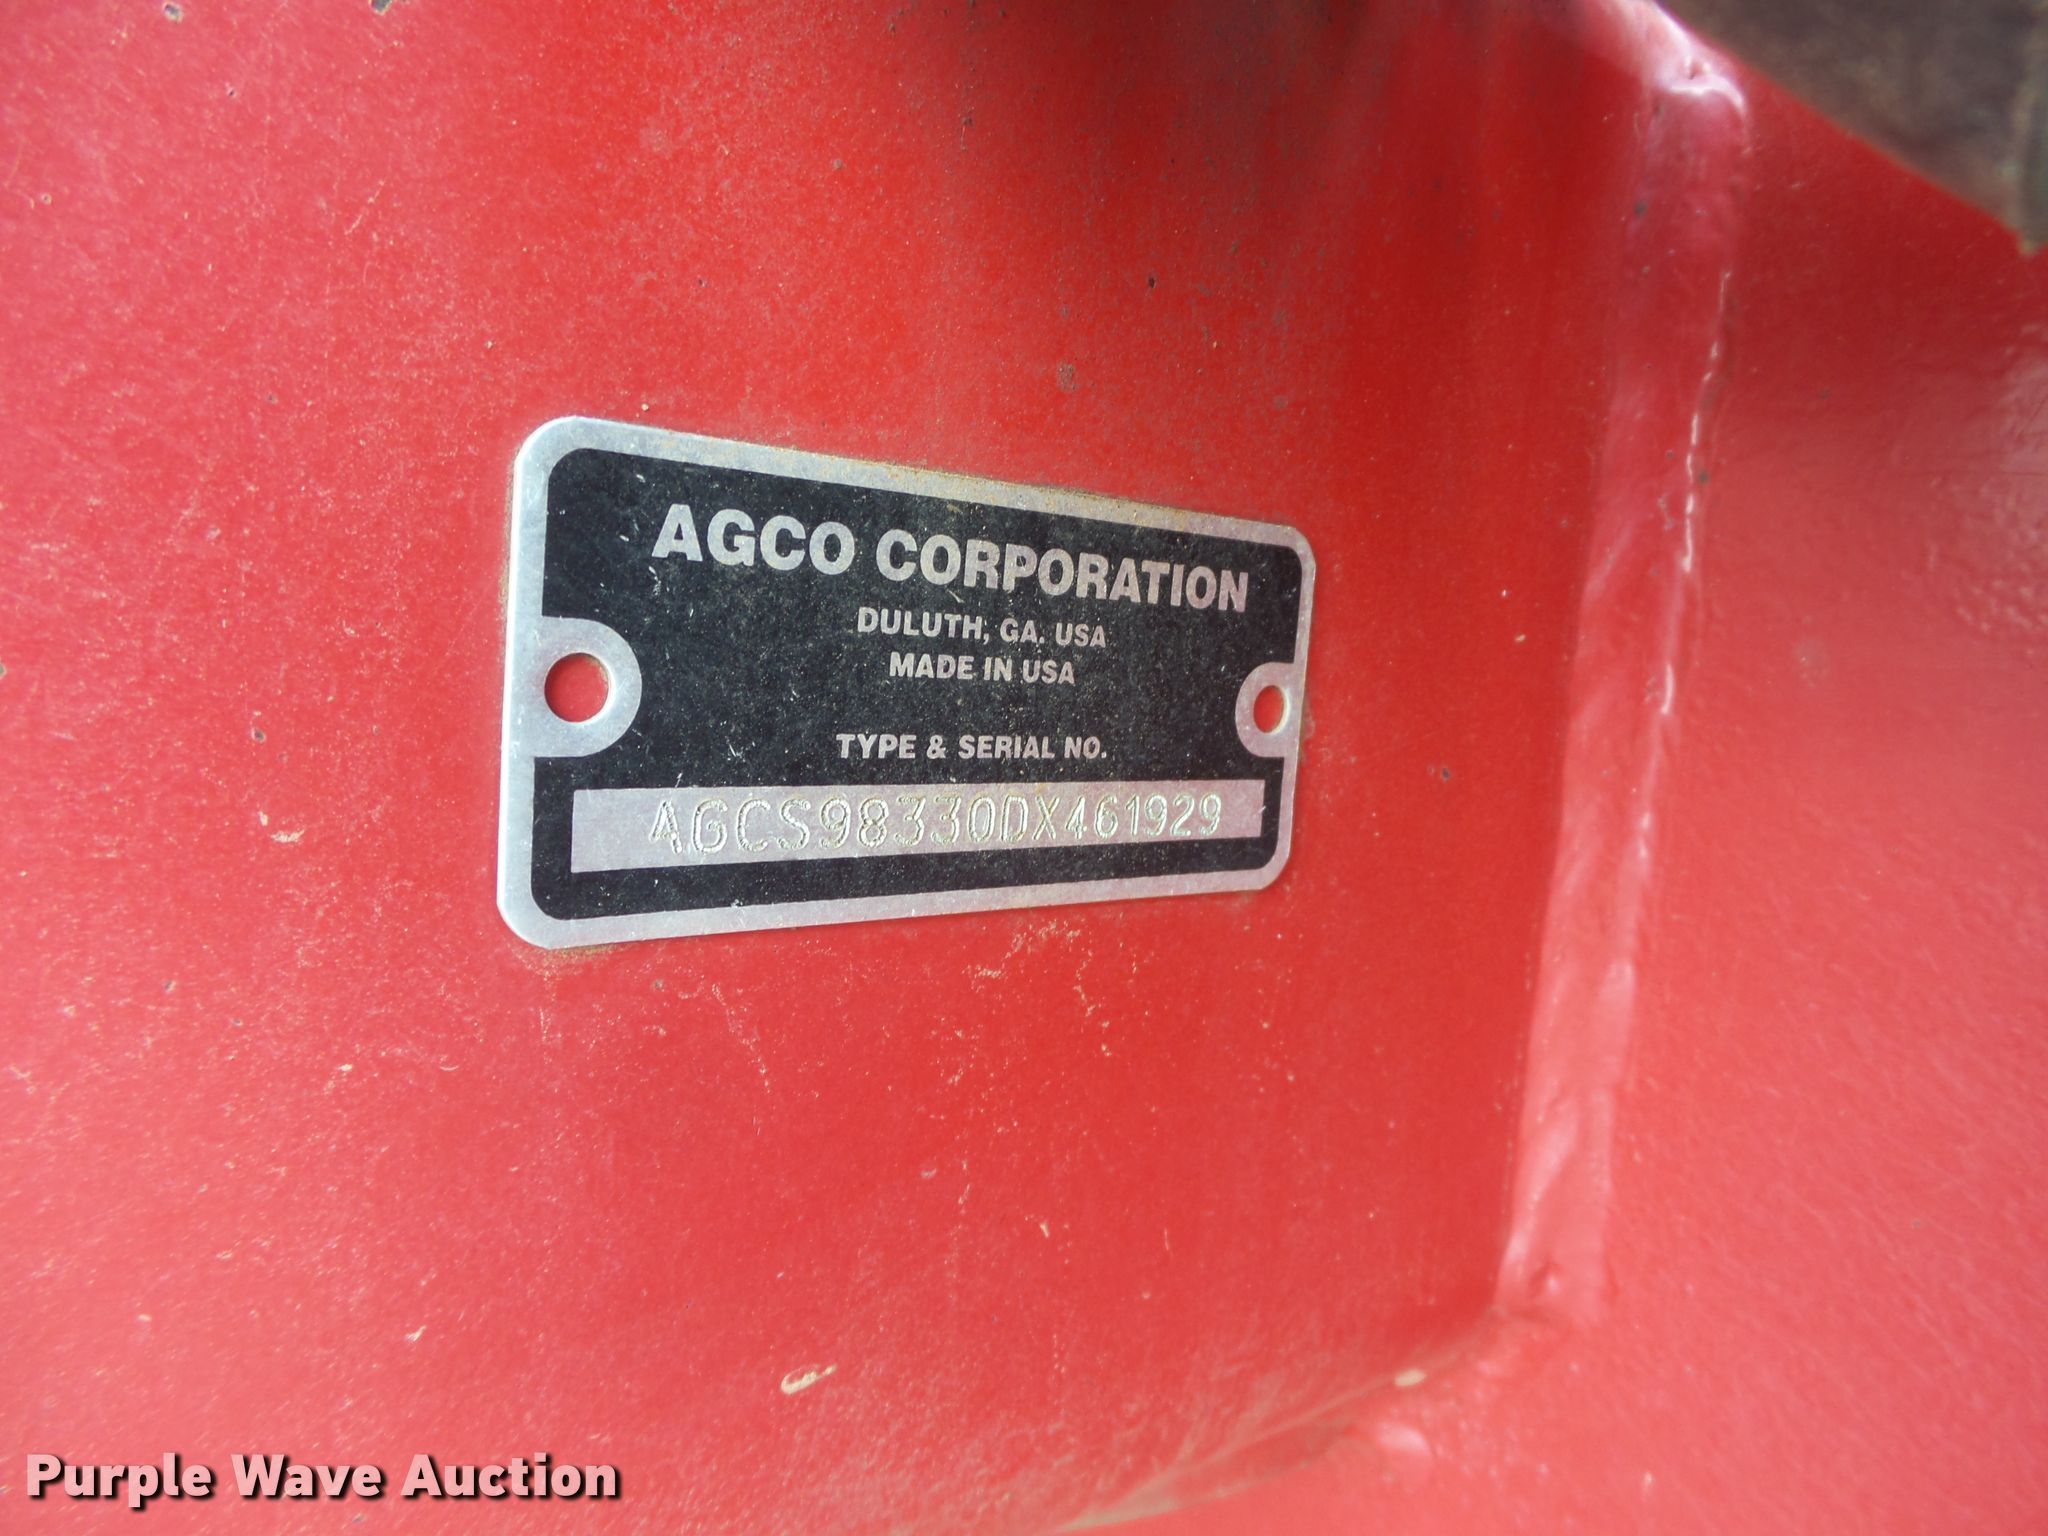 AGCO CORPORATION
DULUTH, GA. USA
MADE IN USA
TYPE & SERIAL NO.
AGCS98330DX461929
Purple Wave Auction